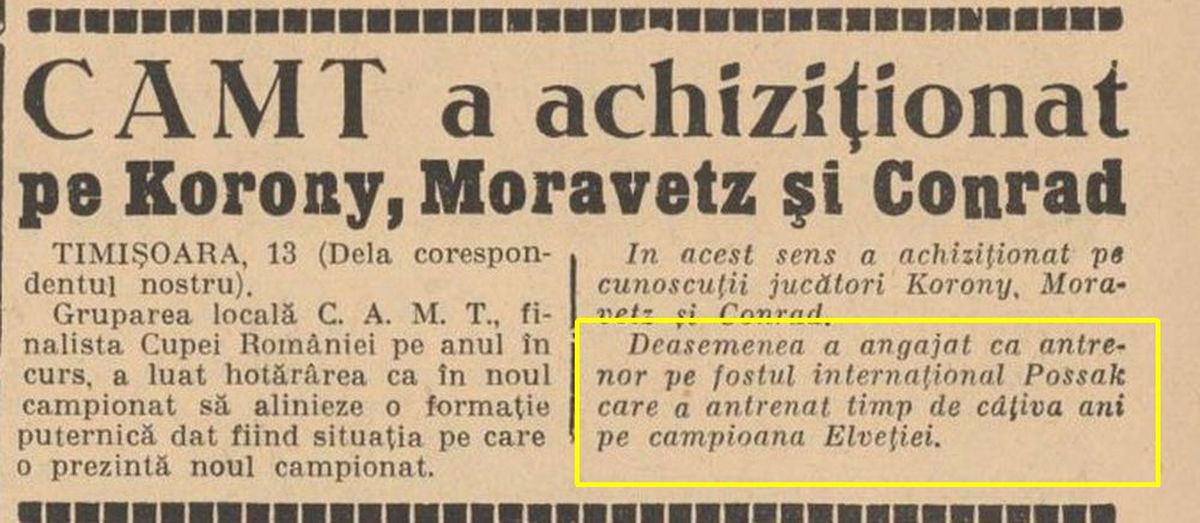 CAMT a achiziţionat
pe Korony, Moravetz şi Conrad
TIMIŞOARA, 13 (Dela corespon-
dentul nostru).
Gruparea locală C. A. M. T., fi-
nalista Cupei României pe anul în
curs, a luat hotărârea ca în noul
campionat să alinieze o formaţie
puternică dat fiind situaţia pe care
o prezintă noul campionat.
In acest sens a achiziţionat pe
cunoscuţii jucători Korony, Mora-
vetz şi Conrad.
Deasemenea a angajat ca antre-
nor pe fostul internaţional Possak
care a antrenat timp de câţiva ani
pe campioana Elveţiei.